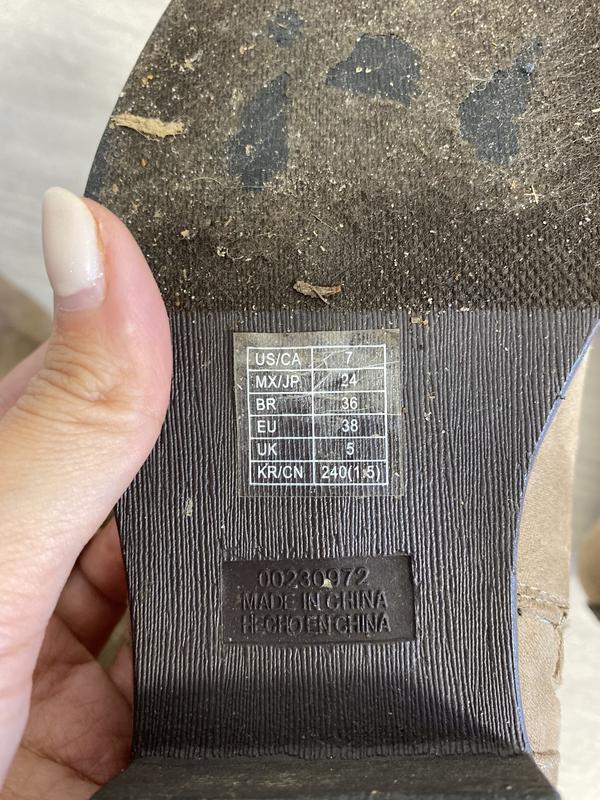 US/CA 7
MX/JP 24
BR 36
EU 38
UK 5
KR/CN 240(1.5)
00230972
MADE IN CHINA
HECHO EN CHINA